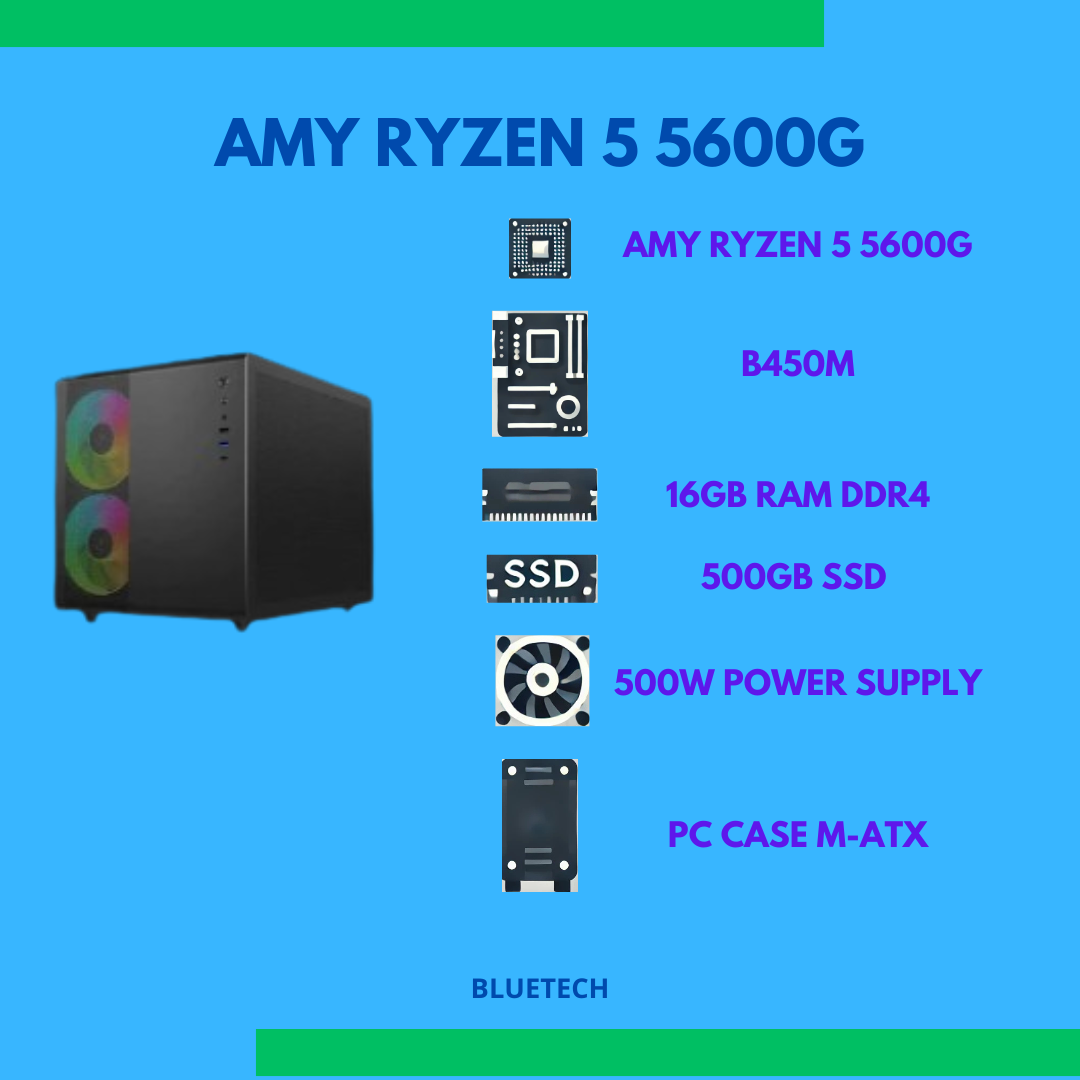 AMY RYZEN 5 5600G
AMY RYZEN 5 5600G
B450M
16GB RAM DDR4
SSD
500GB SSD
500W POWER SUPPLY
PC CASE M-ATX
BLUETECH